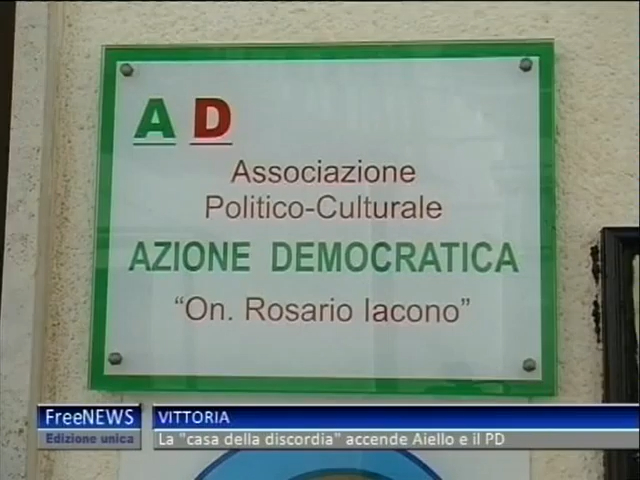 A D
Associazione
Politico-Culturale
AZIONE DEMOCRATICA
“On. Rosario Iacono”
FreeNEWS
Edizione unica
VITTORIA
La "casa della discordia" accende Aiello e il PD